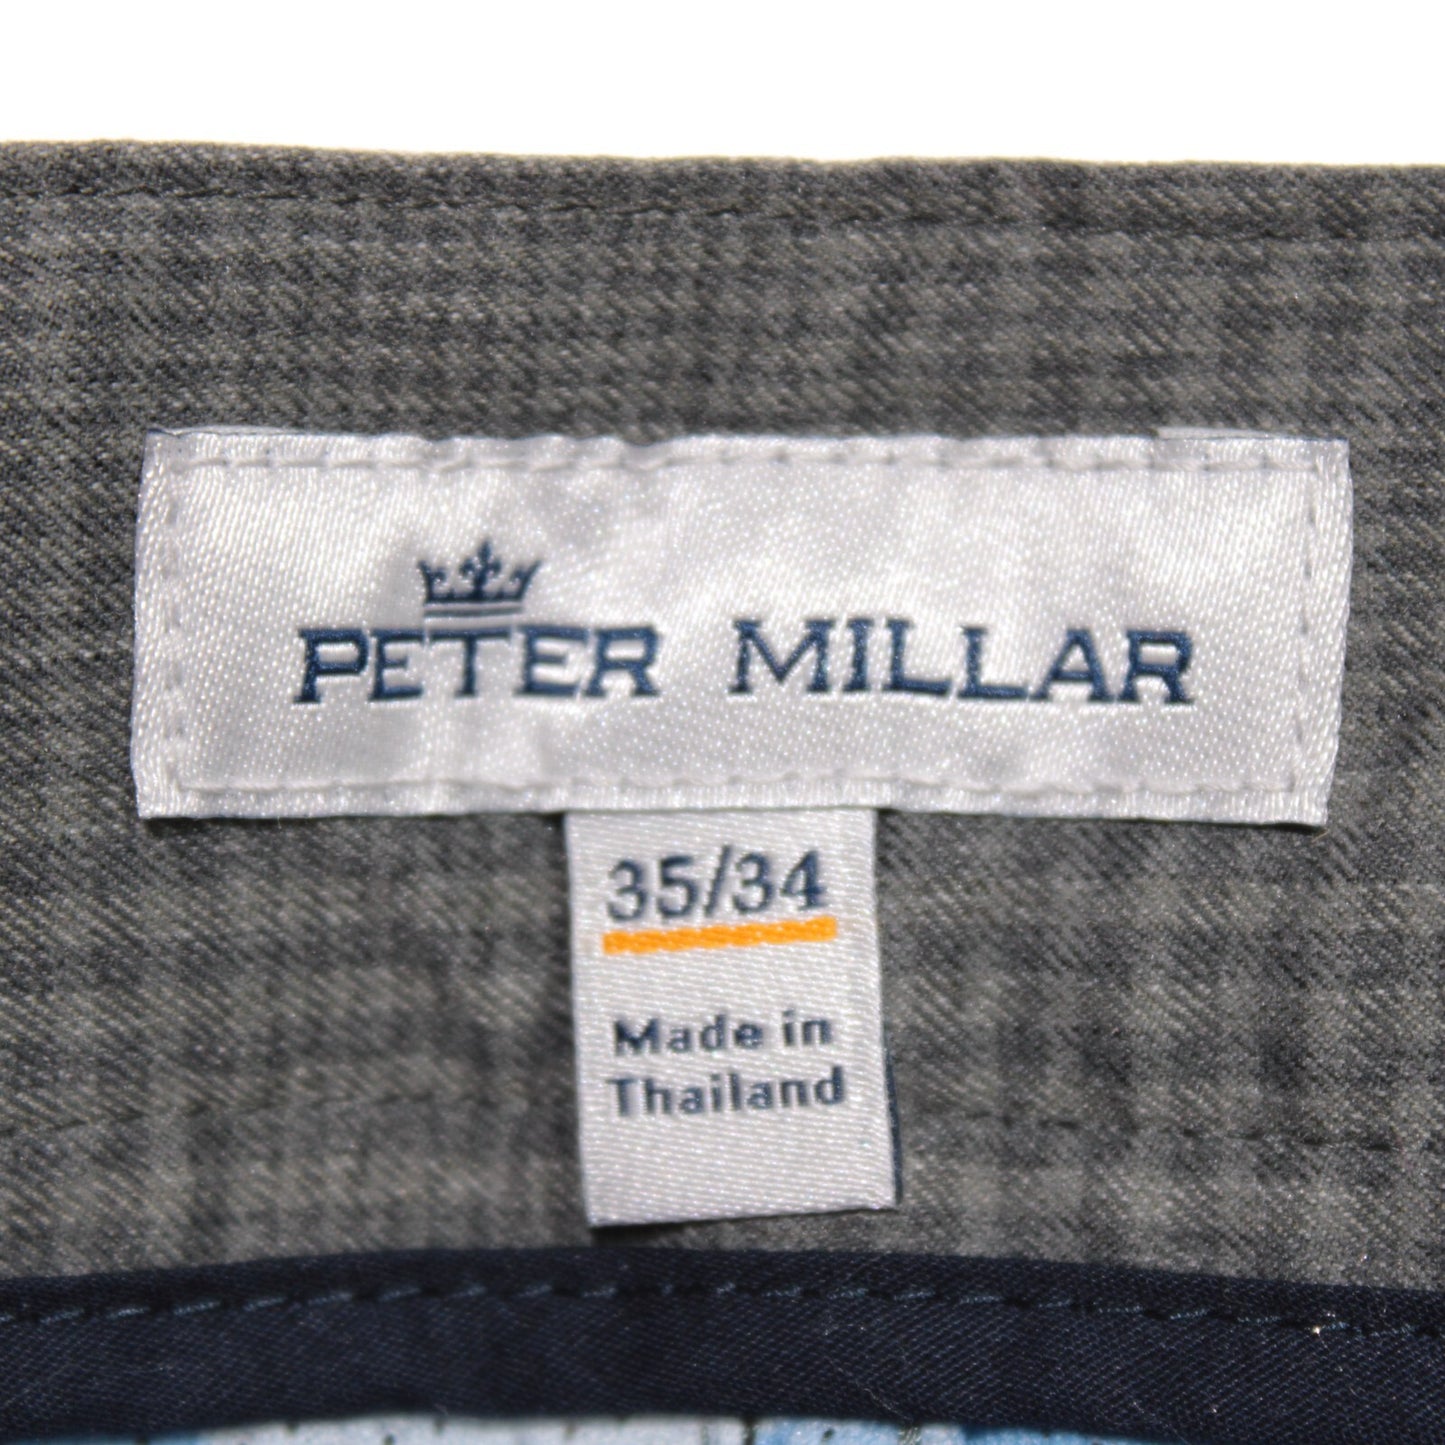 PETER MILLAR
35/34
Made in
Thailand